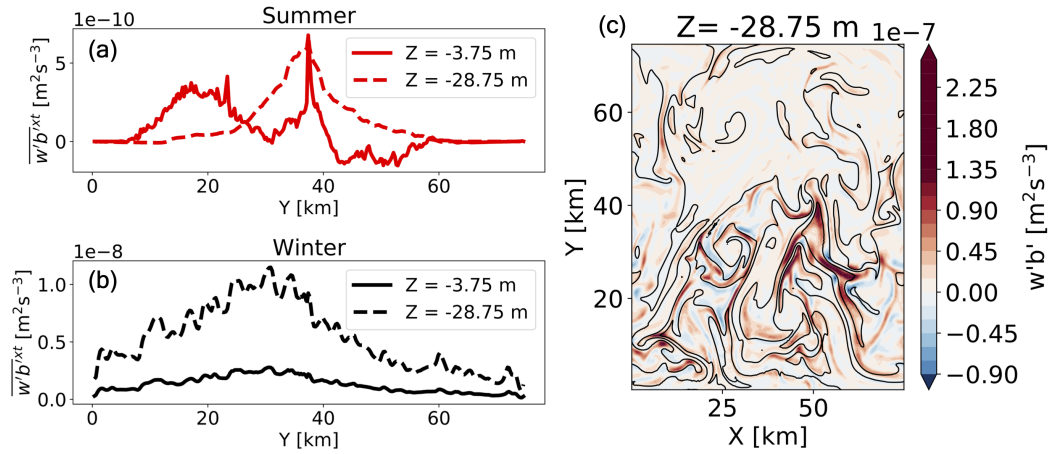 1e−10
Summer
(a)
Z = -3.75 m
Z = -28.75 m
5
0
w'b'^xt [m²s⁻³]
0 20 40 60
Y [km]
1e−8
Winter
(b)
Z = -3.75 m
Z = -28.75 m
1.0
0.5
0.0
w'b'^xt [m²s⁻³]
0 20 40 60
Y [km]
(c)
Z= -28.75 m
1e−7
60
40
20
Y [km]
25 50
X [km]
2.25
1.80
1.35
0.90
0.45
0.00
−0.45
−0.90
w'b' [m²s⁻³]